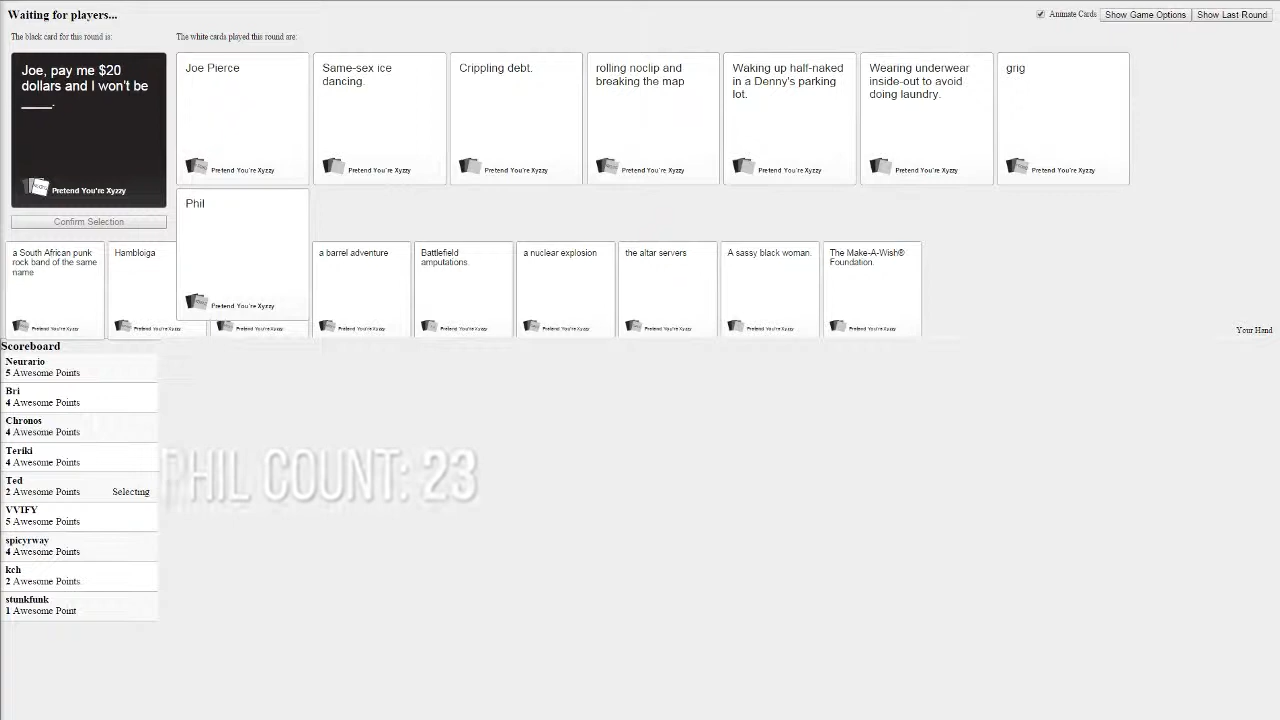 Waiting for players...
Animate Cards
Show Game Options
Show Last Round
The black card for this round is:
The white cards played this round are:
Joe, pay me $20
dollars and I won't be
____.
Pretend You're Xyzzy
Confirm Selection
Joe Pierce
Pretend You're Xyzzy
Same-sex ice
dancing.
Pretend You're Xyzzy
Crippling debt.
Pretend You're Xyzzy
rolling noclip and
breaking the map
Pretend You're Xyzzy
Waking up half-naked
in a Denny's parking
lot.
Pretend You're Xyzzy
Wearing underwear
inside-out to avoid
doing laundry.
Pretend You're Xyzzy
grig
Pretend You're Xyzzy
Phil
Pretend You're Xyzzy
a South African punk
rock band of the same
name
Pretend You're Xyzzy
Hambloiga
Pretend You're Xyzzy
Pretend You're Xyzzy
a barrel adventure
Pretend You're Xyzzy
Battlefield
amputations.
Pretend You're Xyzzy
a nuclear explosion
Pretend You're Xyzzy
the altar servers
Pretend You're Xyzzy
A sassy black woman.
Pretend You're Xyzzy
The Make-A-Wish®
Foundation.
Pretend You're Xyzzy
Your Hand
Scoreboard
Neurario
5 Awesome Points
Bri
4 Awesome Points
Chronos
4 Awesome Points
Teriki
4 Awesome Points
Ted
2 Awesome Points Selecting
VVIFY
5 Awesome Points
spicyrway
4 Awesome Points
kch
2 Awesome Points
stunkfunk
1 Awesome Point
PHIL COUNT: 23